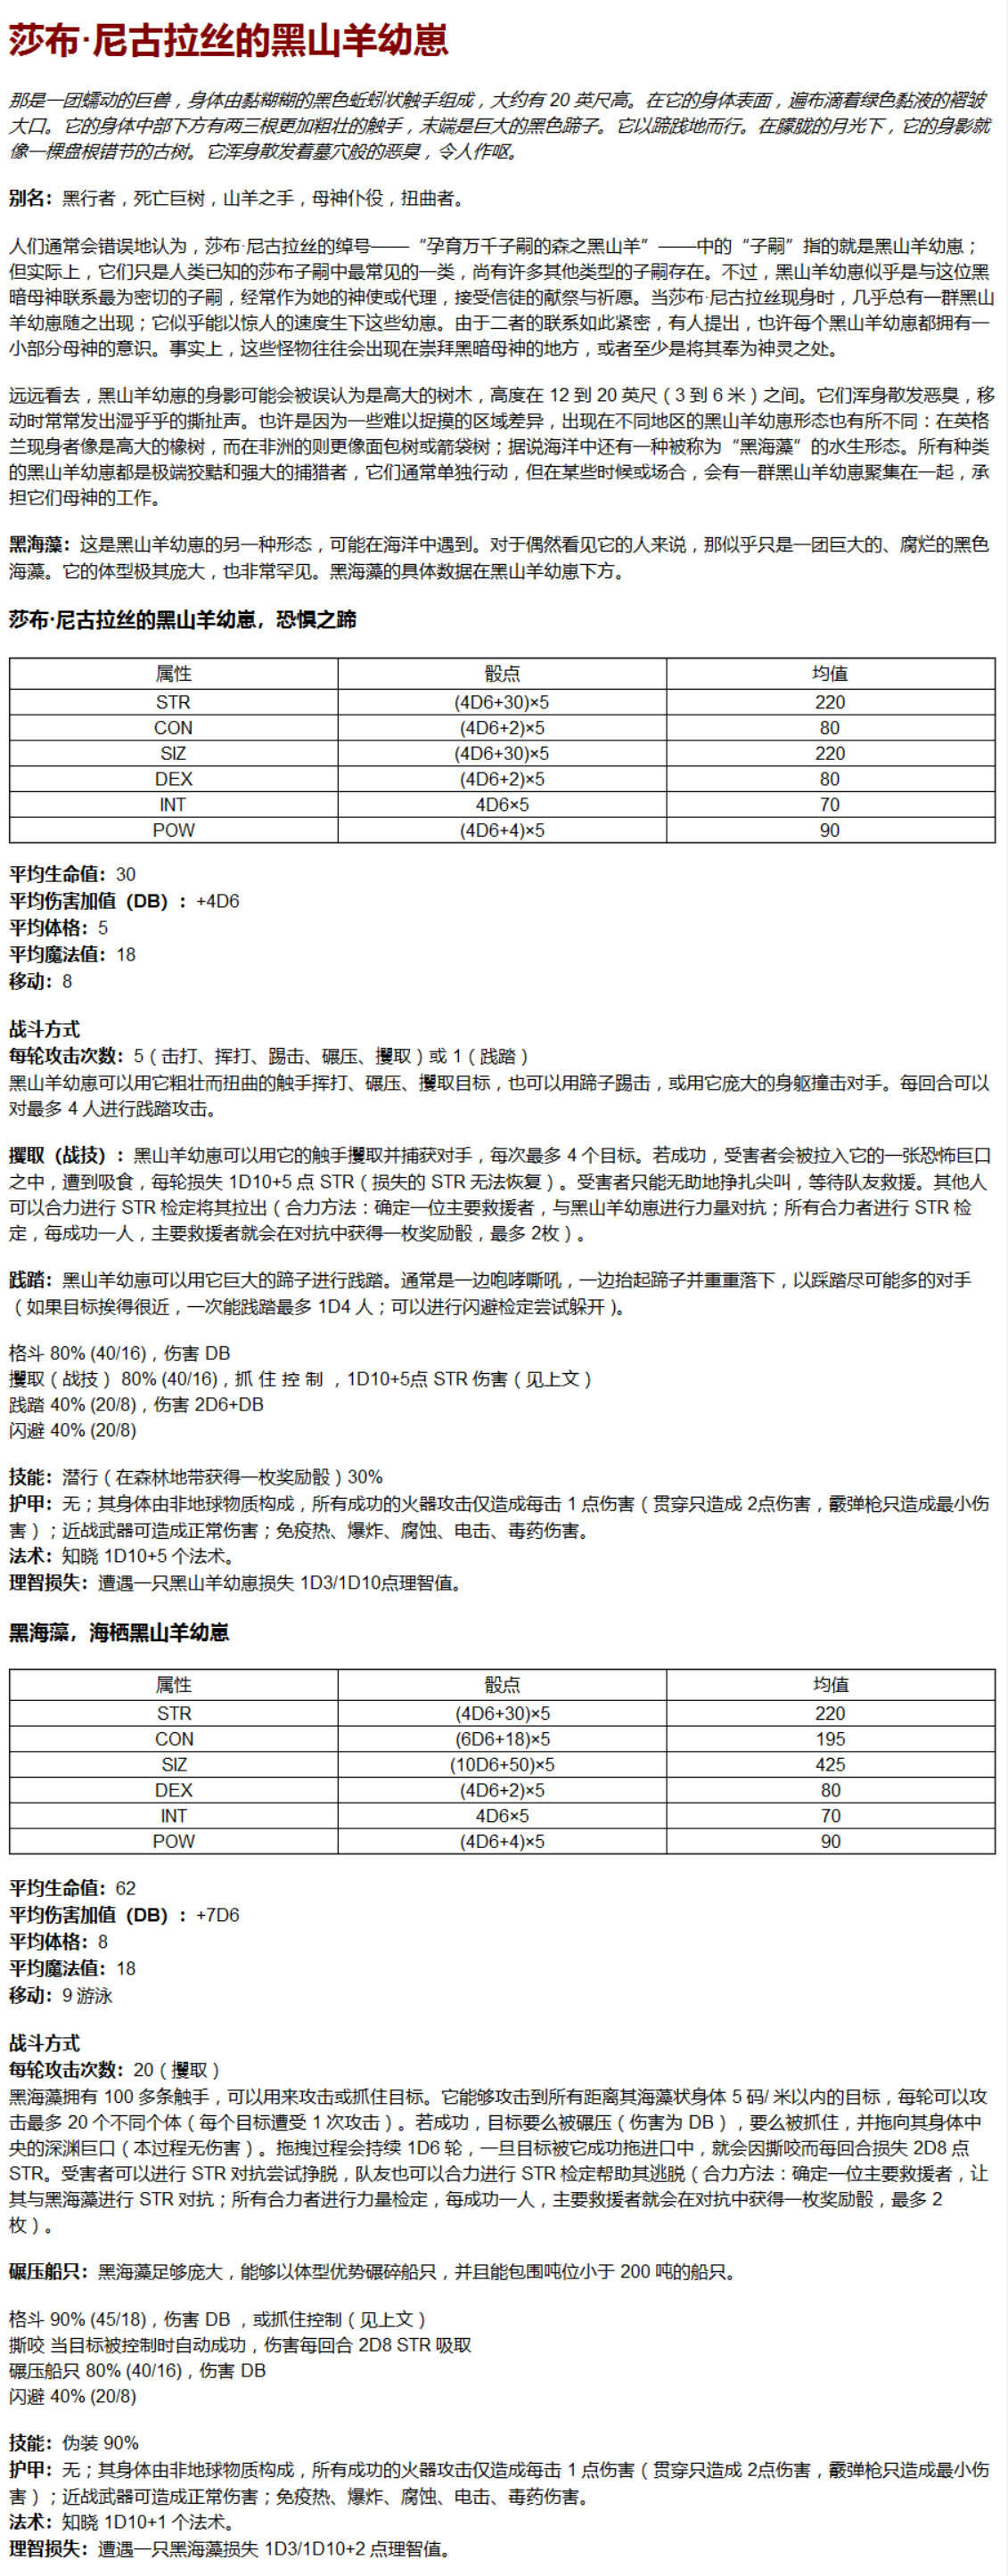 莎布·尼古拉丝的黑山羊幼崽
那是一团蠕动的巨兽，身体由黏糊糊的黑色蚯蚓状触手组成，大约有 20 英尺高。在它的身体表面，遍布滴着绿色黏液的褶皱
大口。它的身体中部下方有两三根更加粗壮的触手，末端是巨大的黑色蹄子。它以蹄践地而行。在朦胧的月光下，它的身影就
像一棵盘根错节的古树。它浑身散发着墓穴般的恶臭，令人作呕。
别名：黑行者，死亡巨树，山羊之手，母神仆役，扭曲者。
人们通常会错误地认为，莎布·尼古拉丝的绰号——“孕育万千子嗣的森之黑山羊”——中的“子嗣”指的就是黑山羊幼崽；
但实际上，它们只是人类已知的莎布子嗣中最常见的一类，尚有许多其他类型的子嗣存在。不过，黑山羊幼崽似乎是与这位黑
暗母神联系最为密切的子嗣，经常作为她的神使或代理，接受信徒的献祭与祈愿。当莎布·尼古拉丝现身时，几乎总有一群黑山
羊幼崽随之出现；它似乎能以惊人的速度生下这些幼崽。由于二者的联系如此紧密，有人提出，也许每个黑山羊幼崽都拥有一
小部分母神的意识。事实上，这些怪物往往会出现在崇拜黑暗母神的地方，或者至少是将其奉为神灵之处。
远远看去，黑山羊幼崽的身影可能会被误认为是高大的树木，高度在 12 到 20 英尺（3 到 6 米）之间。它们浑身散发恶臭，移
动时常常发出湿乎乎的撕扯声。也许是因为一些难以捉摸的区域差异，出现在不同地区的黑山羊幼崽形态也有所不同：在英格
兰现身者像是高大的橡树，而在非洲的则更像面包树或箭袋树；据说海洋中还有一种被称为“黑海藻”的水生形态。所有种类
的黑山羊幼崽都是极端狡黠和强大的捕猎者，它们通常单独行动，但在某些时候或场合，会有一群黑山羊幼崽聚集在一起，承
担它们母神的工作。
黑海藻：这是黑山羊幼崽的另一种形态，可能在海洋中遇到。对于偶然看见它的人来说，那似乎只是一团巨大的、腐烂的黑色
海藻。它的体型极其庞大，也非常罕见。黑海藻的具体数据在黑山羊幼崽下方。
莎布·尼古拉丝的黑山羊幼崽，恐惧之蹄
属性 骰点 均值
STR (4D6+30)×5 220
CON (4D6+2)×5 80
SIZ (4D6+30)×5 220
DEX (4D6+2)×5 80
INT 4D6×5 70
POW (4D6+4)×5 90
平均生命值：30
平均伤害加值（DB）：+4D6
平均体格：5
平均魔法值：18
移动：8
战斗方式
每轮攻击次数：5（击打、挥打、踢击、碾压、攫取）或 1（践踏）
黑山羊幼崽可以用它粗壮而扭曲的触手挥打、碾压、攫取目标，也可以用蹄子踢击，或用它庞大的身躯撞击对手。每回合可以
对最多 4 人进行践踏攻击。
攫取（战技）：黑山羊幼崽可以用它的触手攫取并捕获对手，每次最多 4 个目标。若成功，受害者会被拉入它的一张恐怖巨口
之中，遭到吸食，每轮损失 1D10+5 点 STR（损失的 STR 无法恢复）。受害者只能无助地挣扎尖叫，等待队友救援。其他人
可以合力进行 STR 检定将其拉出（合力方法：确定一位主要救援者，与黑山羊幼崽进行力量对抗；所有合力者进行 STR 检
定，每成功一人，主要救援者就会在对抗中获得一枚奖励骰，最多 2枚）。
践踏：黑山羊幼崽可以用它巨大的蹄子进行践踏。通常是一边咆哮嘶吼，一边抬起蹄子并重重落下，以踩踏尽可能多的对手
（如果目标挨得很近，一次能践踏最多 1D4 人；可以进行闪避检定尝试躲开 )。
格斗 80% (40/16)，伤害 DB
攫取（战技） 80% (40/16)，抓 住 控 制 ，1D10+5点 STR 伤害（见上文）
践踏 40% (20/8)，伤害 2D6+DB
闪避 40% (20/8)
技能：潜行（在森林地带获得一枚奖励骰）30%
护甲：无；其身体由非地球物质构成，所有成功的火器攻击仅造成每击 1 点伤害（贯穿只造成 2点伤害，霰弹枪只造成最小伤
害）；近战武器可造成正常伤害；免疫热、爆炸、腐蚀、电击、毒药伤害。
法术：知晓 1D10+5 个法术。
理智损失：遭遇一只黑山羊幼崽损失 1D3/1D10点理智值。
黑海藻，海栖黑山羊幼崽
属性 骰点 均值
STR (4D6+30)×5 220
CON (6D6+18)×5 195
SIZ (10D6+50)×5 425
DEX (4D6+2)×5 80
INT 4D6×5 70
POW (4D6+4)×5 90
平均生命值：62
平均伤害加值（DB）：+7D6
平均体格：8
平均魔法值：18
移动：9 游泳
战斗方式
每轮攻击次数：20（攫取）
黑海藻拥有 100 多条触手，可以用来攻击或抓住目标。它能够攻击到所有距离其海藻状身体 5 码/ 米以内的目标，每轮可以攻
击最多 20 个不同个体（每个目标遭受 1 次攻击）。若成功，目标要么被碾压（伤害为 DB），要么被抓住，并拖向其身体中
央的深渊巨口（本过程无伤害）。拖拽过程会持续 1D6 轮，一旦目标被它成功拖进口中，就会因撕咬而每回合损失 2D8 点
STR。受害者可以进行 STR 对抗尝试挣脱，队友也可以合力进行 STR 检定帮助其逃脱（合力方法：确定一位主要救援者，让
其与黑海藻进行 STR 对抗；所有合力者进行力量检定，每成功一人，主要救援者就会在对抗中获得一枚奖励骰，最多 2
枚）。
碾压船只：黑海藻足够庞大，能够以体型优势碾碎船只，并且能包围吨位小于 200 吨的船只。
格斗 90% (45/18)，伤害 DB ，或抓住控制（见上文）
撕咬 当目标被控制时自动成功，伤害每回合 2D8 STR 吸取
碾压船只 80% (40/16)，伤害 DB
闪避 40% (20/8)
技能：伪装 90%
护甲：无；其身体由非地球物质构成，所有成功的火器攻击仅造成每击 1 点伤害（贯穿只造成 2点伤害，霰弹枪只造成最小伤
害）；近战武器可造成正常伤害；免疫热、爆炸、腐蚀、电击、毒药伤害。
法术：知晓 1D10+1 个法术。
理智损失：遭遇一只黑海藻损失 1D3/1D10+2 点理智值。